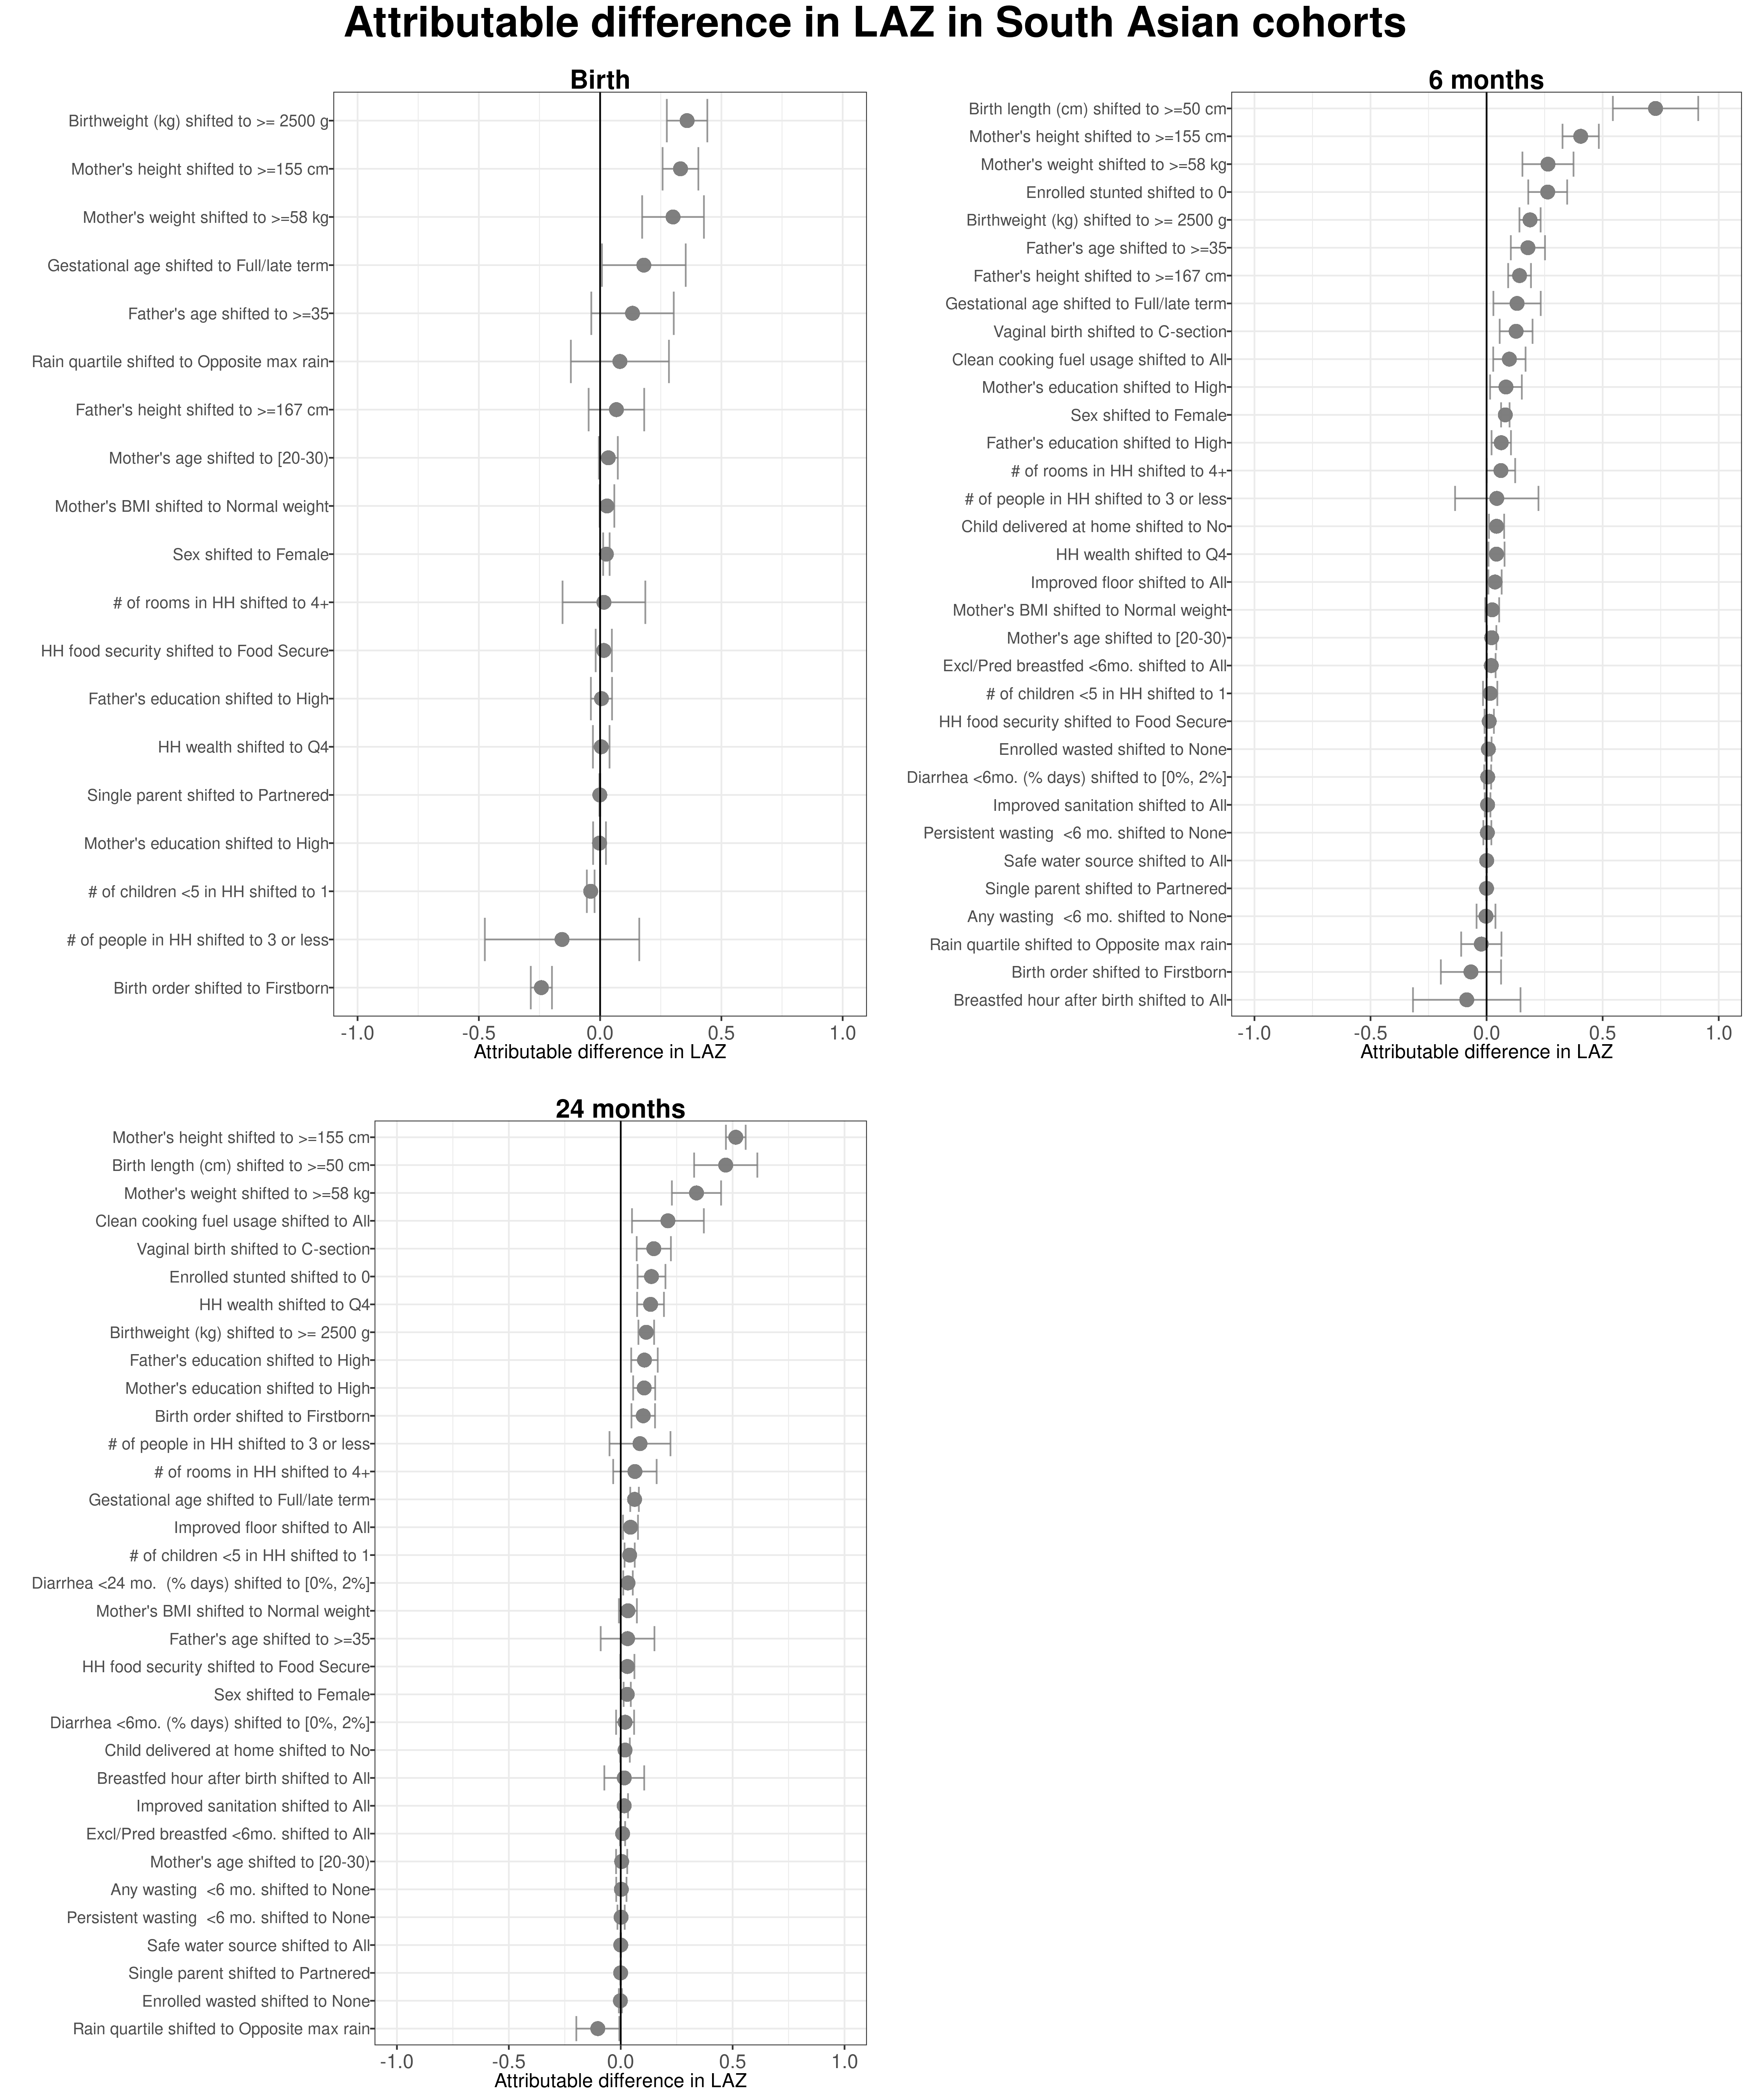 Attributable difference in LAZ in South Asian cohorts
Birth
Birthweight (kg) shifted to >= 2500 g
Mother's height shifted to >=155 cm
Mother's weight shifted to >=58 kg
Gestational age shifted to Full/late term
Father's age shifted to >=35
Rain quartile shifted to Opposite max rain
Father's height shifted to >=167 cm
Mother's age shifted to [20-30)
Mother's BMI shifted to Normal weight
Sex shifted to Female
# of rooms in HH shifted to 4+
HH food security shifted to Food Secure
Father's education shifted to High
HH wealth shifted to Q4
Single parent shifted to Partnered
Mother's education shifted to High
# of children <5 in HH shifted to 1
# of people in HH shifted to 3 or less
Birth order shifted to Firstborn
-1.0 -0.5 0.0 0.5 1.0
Attributable difference in LAZ
6 months
Birth length (cm) shifted to >=50 cm
Mother's height shifted to >=155 cm
Mother's weight shifted to >=58 kg
Enrolled stunted shifted to 0
Birthweight (kg) shifted to >= 2500 g
Father's age shifted to >=35
Father's height shifted to >=167 cm
Gestational age shifted to Full/late term
Vaginal birth shifted to C-section
Clean cooking fuel usage shifted to All
Mother's education shifted to High
Sex shifted to Female
Father's education shifted to High
# of rooms in HH shifted to 4+
# of people in HH shifted to 3 or less
Child delivered at home shifted to No
HH wealth shifted to Q4
Improved floor shifted to All
Mother's BMI shifted to Normal weight
Mother's age shifted to [20-30)
Excl/Pred breastfed <6mo. shifted to All
# of children <5 in HH shifted to 1
HH food security shifted to Food Secure
Enrolled wasted shifted to None
Diarrhea <6mo. (% days) shifted to [0%, 2%]
Improved sanitation shifted to All
Persistent wasting  <6 mo. shifted to None
Safe water source shifted to All
Single parent shifted to Partnered
Any wasting  <6 mo. shifted to None
Rain quartile shifted to Opposite max rain
Birth order shifted to Firstborn
Breastfed hour after birth shifted to All
-1.0 -0.5 0.0 0.5 1.0
Attributable difference in LAZ
24 months
Mother's height shifted to >=155 cm
Birth length (cm) shifted to >=50 cm
Mother's weight shifted to >=58 kg
Clean cooking fuel usage shifted to All
Vaginal birth shifted to C-section
Enrolled stunted shifted to 0
HH wealth shifted to Q4
Birthweight (kg) shifted to >= 2500 g
Father's education shifted to High
Mother's education shifted to High
Birth order shifted to Firstborn
# of people in HH shifted to 3 or less
# of rooms in HH shifted to 4+
Gestational age shifted to Full/late term
Improved floor shifted to All
# of children <5 in HH shifted to 1
Diarrhea <24 mo.  (% days) shifted to [0%, 2%]
Mother's BMI shifted to Normal weight
Father's age shifted to >=35
HH food security shifted to Food Secure
Sex shifted to Female
Diarrhea <6mo. (% days) shifted to [0%, 2%]
Child delivered at home shifted to No
Breastfed hour after birth shifted to All
Improved sanitation shifted to All
Excl/Pred breastfed <6mo. shifted to All
Mother's age shifted to [20-30)
Any wasting  <6 mo. shifted to None
Persistent wasting  <6 mo. shifted to None
Safe water source shifted to All
Single parent shifted to Partnered
Enrolled wasted shifted to None
Rain quartile shifted to Opposite max rain
-1.0 -0.5 0.0 0.5 1.0
Attributable difference in LAZ